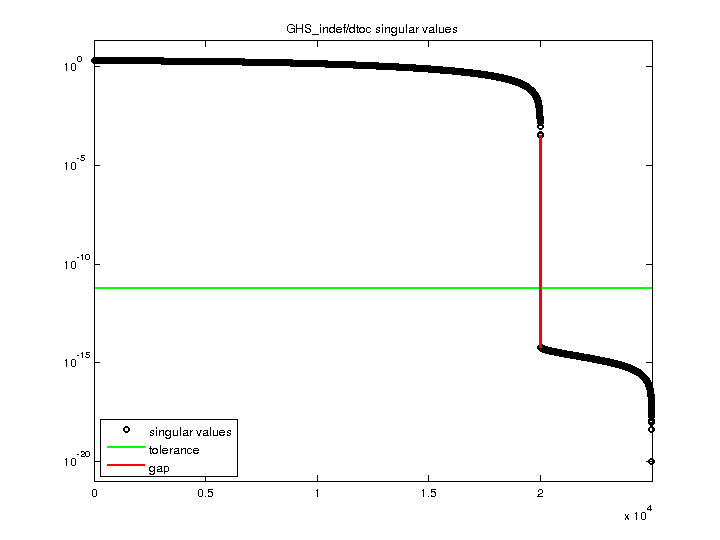 GHS_indef/dtoc singular values
10^0
10^-5
10^-10
10^-15
10^-20
singular values
tolerance
gap
0 0.5 1 1.5 2
x 10^4